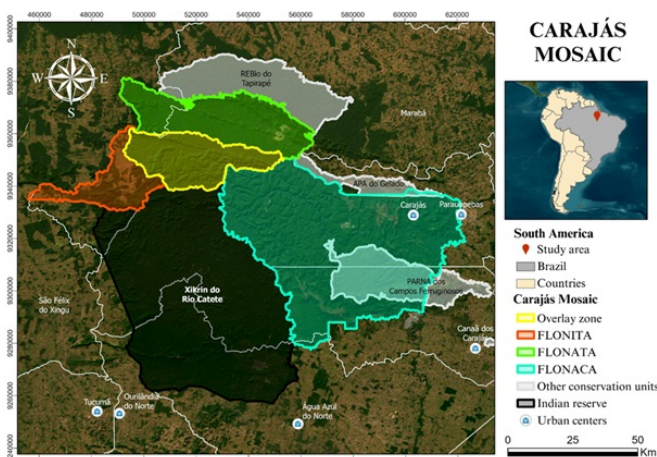 460000 480000 500000 520000 540000 560000 580000 600000 620000
9400000
9380000
9360000
9340000
9320000
9300000
9280000
9260000
9240000
N
W E
S
REBio do
Tapirapé
Marabá
APA do Gelado
Carajás
Parauapebas
Xikrin do
Rio Catete
PARNA dos
Campos Ferruginosos
São Félix
do Xingu
Canaã dos
Carajás
Tucumã
Ourilândia
do Norte
Água Azul
do Norte
CARAJÁS
MOSAIC
South America
Study area
Brazil
Countries
Carajás Mosaic
Overlay zone
FLONITA
FLONATA
FLONACA
Other conservation units
Indian reserve
Urban centers
0 25 50
Km